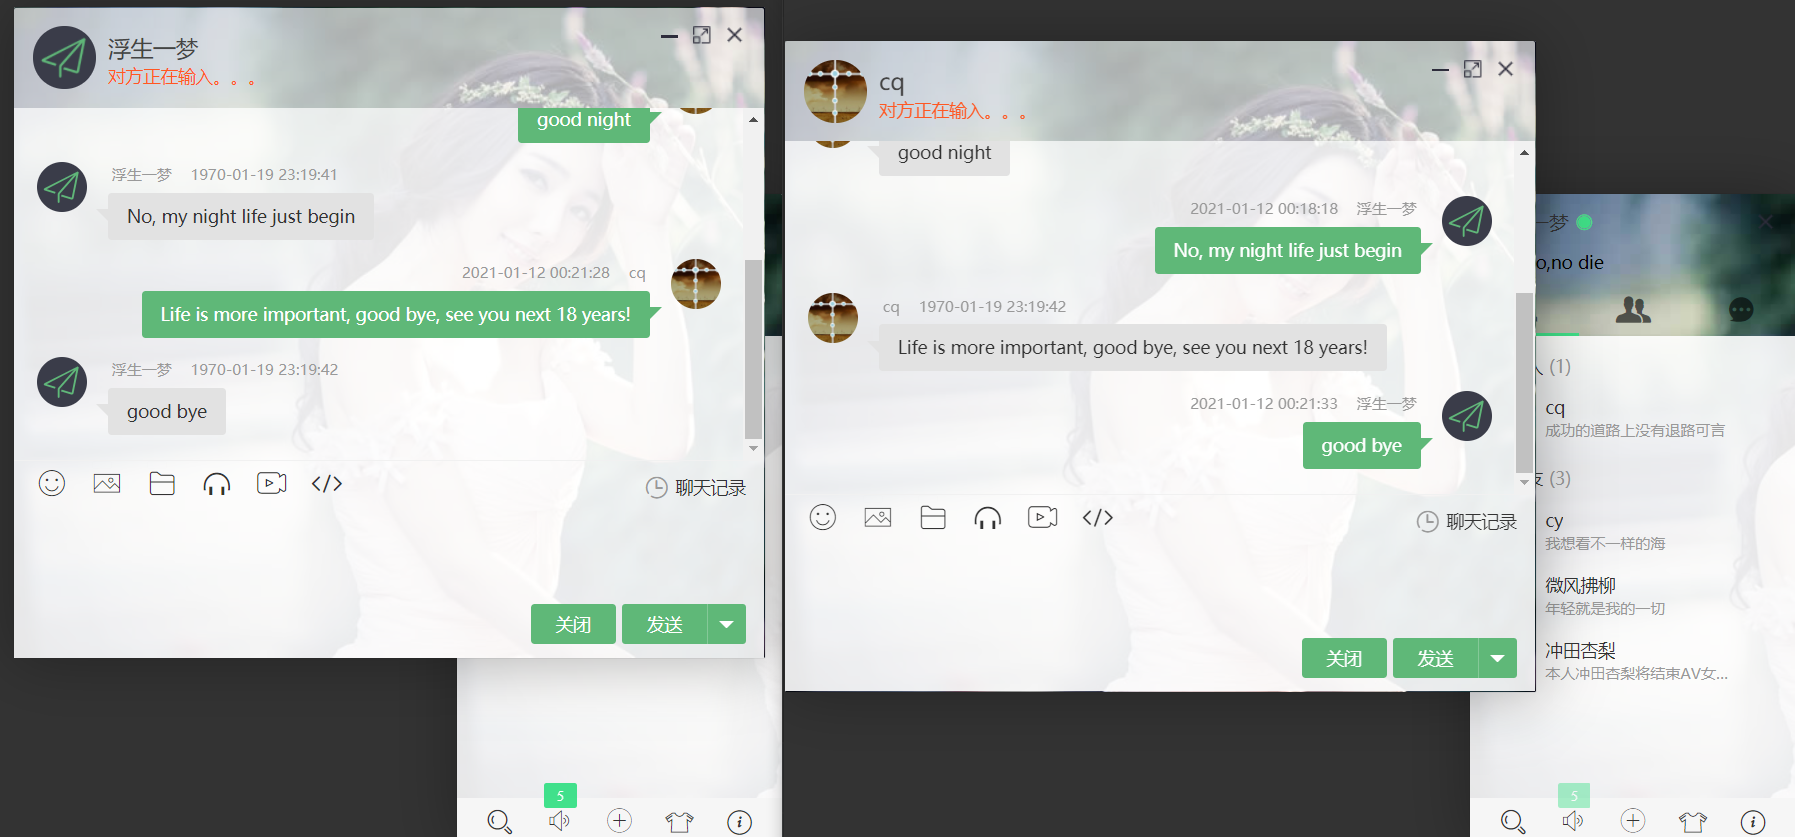 浮生一梦
对方正在输入。。。
good night
浮生一梦 1970-01-19 23:19:41
No, my night life just begin
2021-01-12 00:21:28 cq
Life is more important, good bye, see you next 18 years!
浮生一梦 1970-01-19 23:19:42
good bye
聊天记录
关闭
发送
5
cq
对方正在输入。。。
good night
2021-01-12 00:18:18 浮生一梦
No, my night life just begin
cq 1970-01-19 23:19:42
Life is more important, good bye, see you next 18 years!
2021-01-12 00:21:33 浮生一梦
good bye
聊天记录
关闭
发送
一梦
o,no die
人 (1)
cq
成功的道路上没有退路可言
友 (3)
cy
我想看不一样的海
微风拂柳
年轻就是我的一切
冲田杏梨
本人冲田杏梨将结束AV女...
5